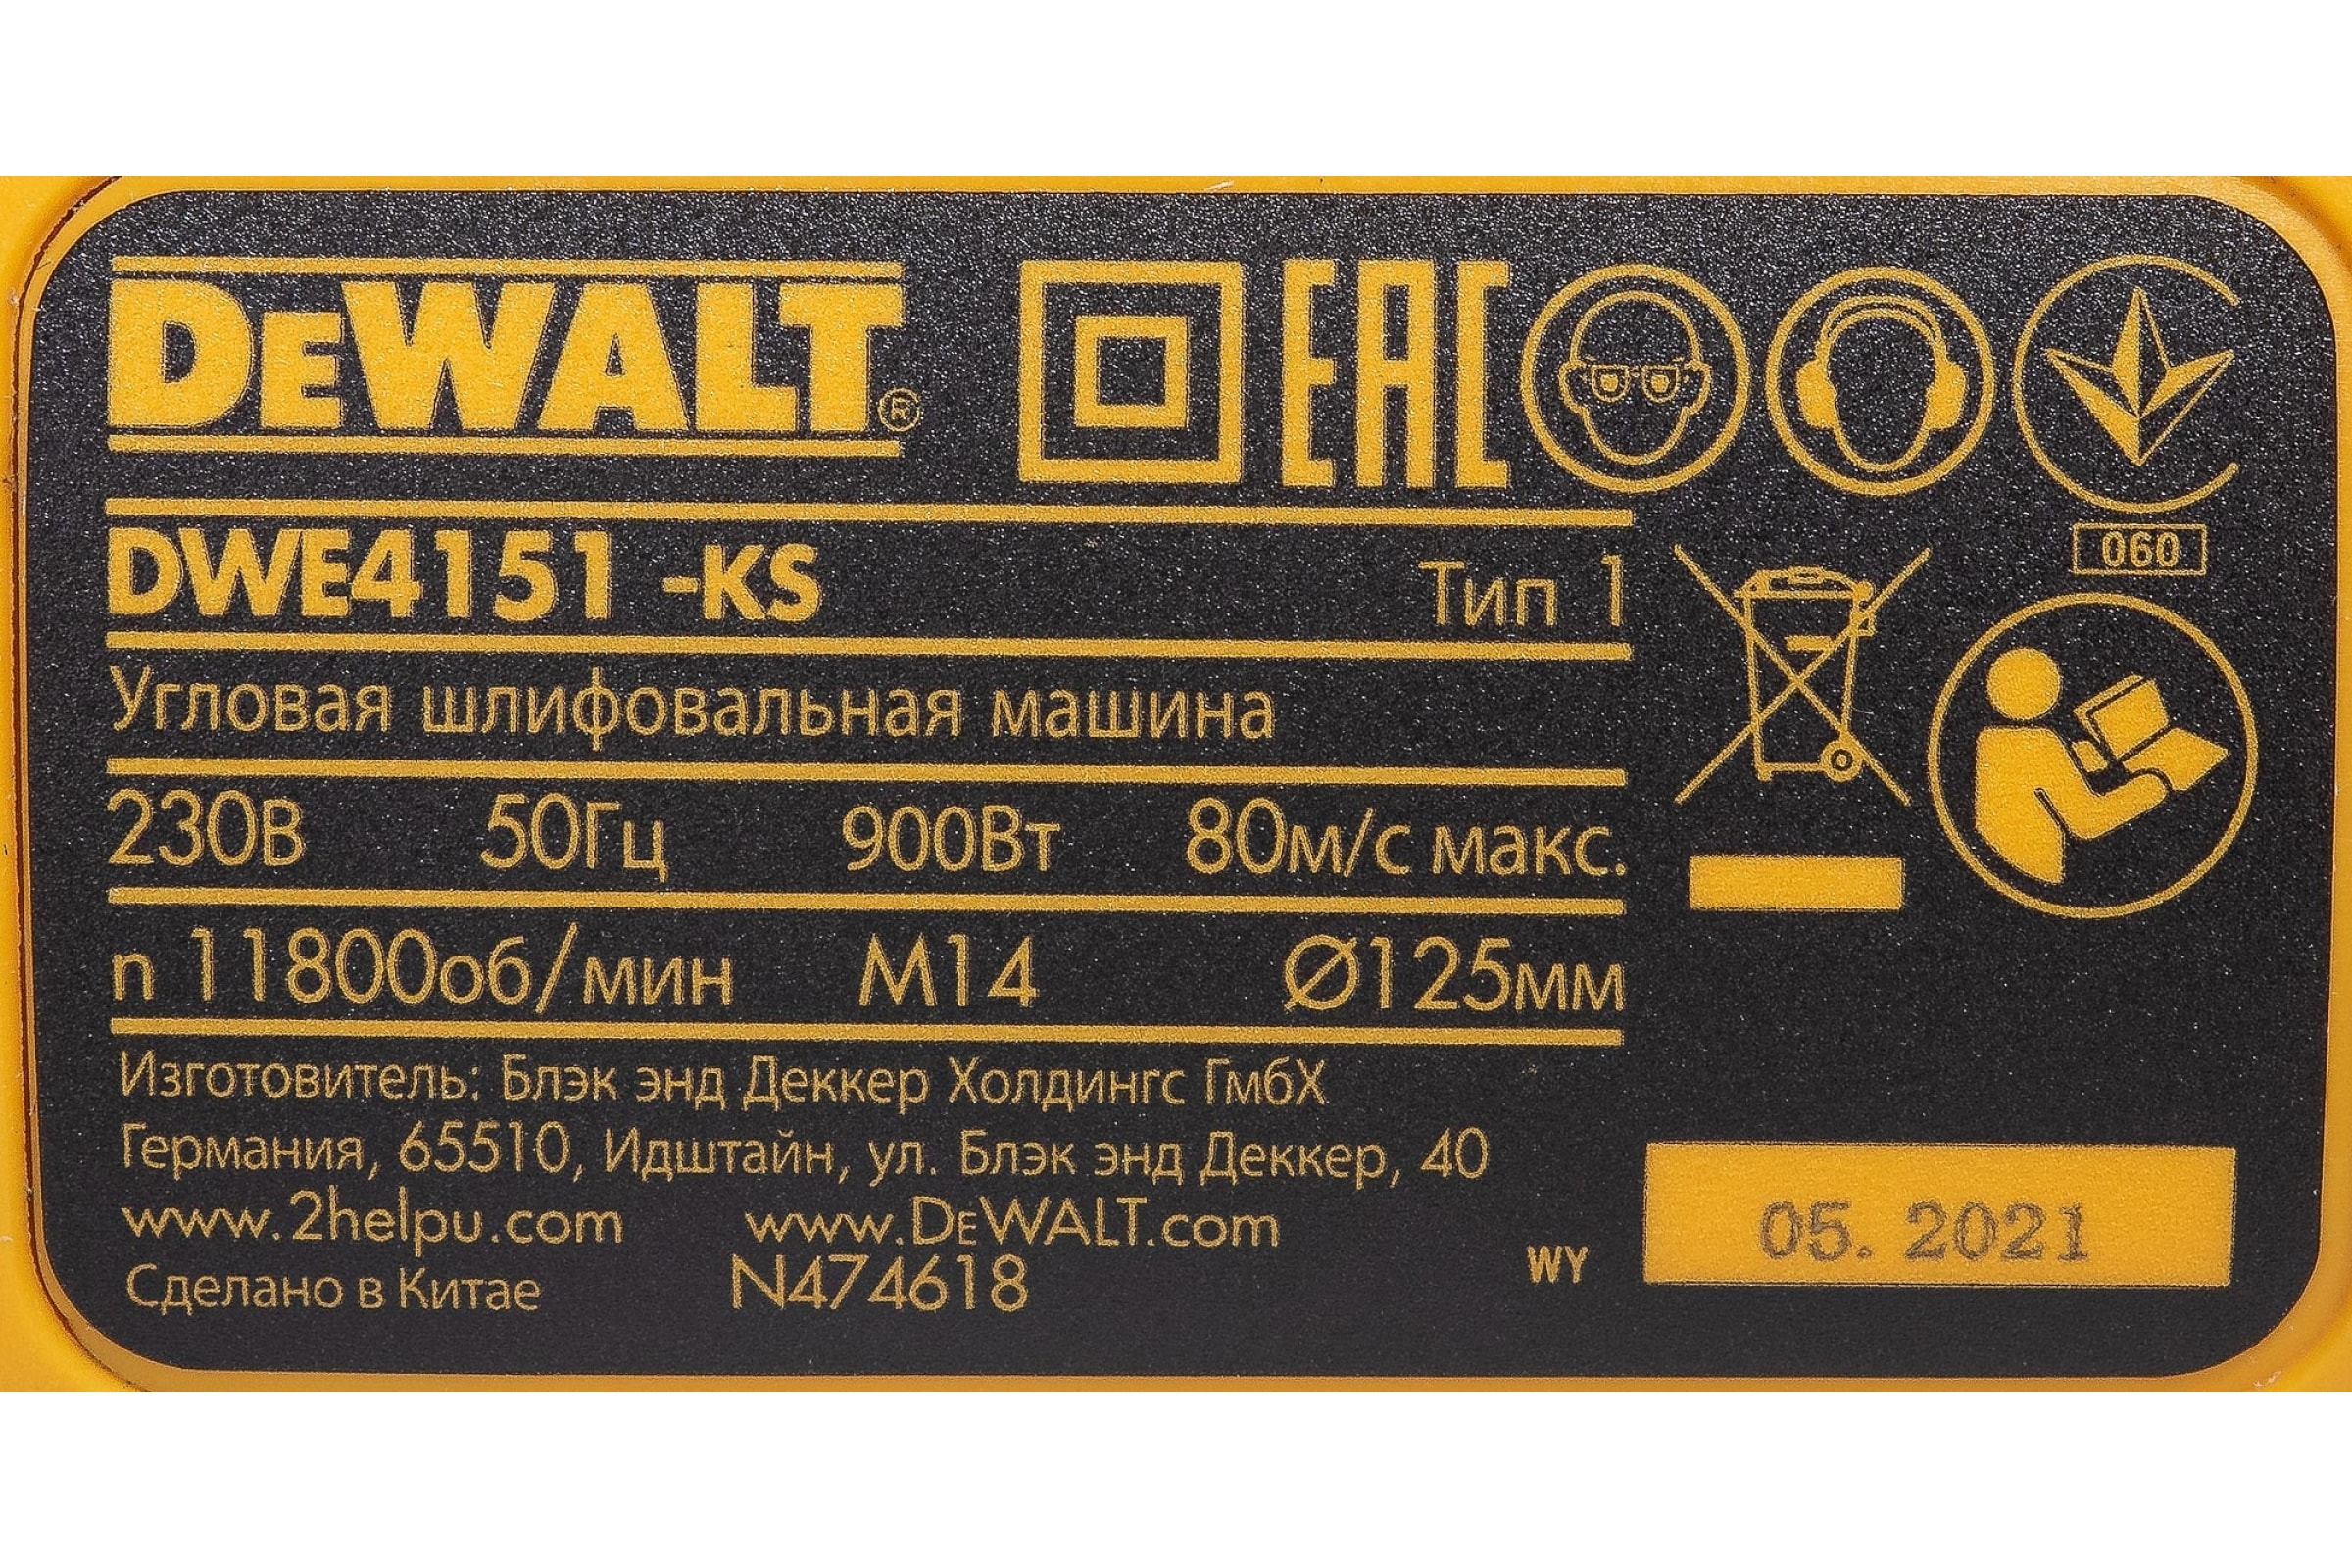 DEWALT®
EAC
060
DWE4151 -KS Тип 1
Угловая шлифовальная машина
230В 50Гц 900Вт 80м/с макс.
n 11800об/мин M14 Ø125мм
Изготовитель: Блэк энд Деккер Холдингс ГмбХ
Германия, 65510, Идштайн, ул. Блэк энд Деккер, 40
www.2helpu.com www.DEWALT.com
Сделано в Китае N474618
WY 05. 2021